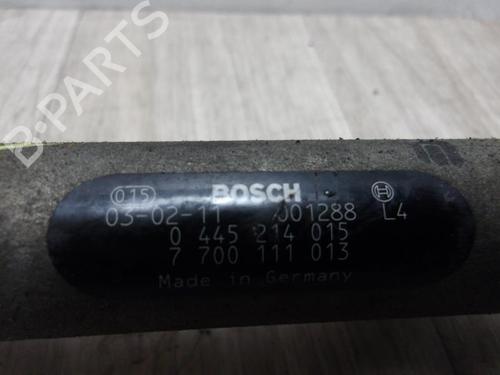 B-PARTS
015 BOSCH
03-02-11 001288 L4
0 445 214 015
7 700 111 013
Made in Germany